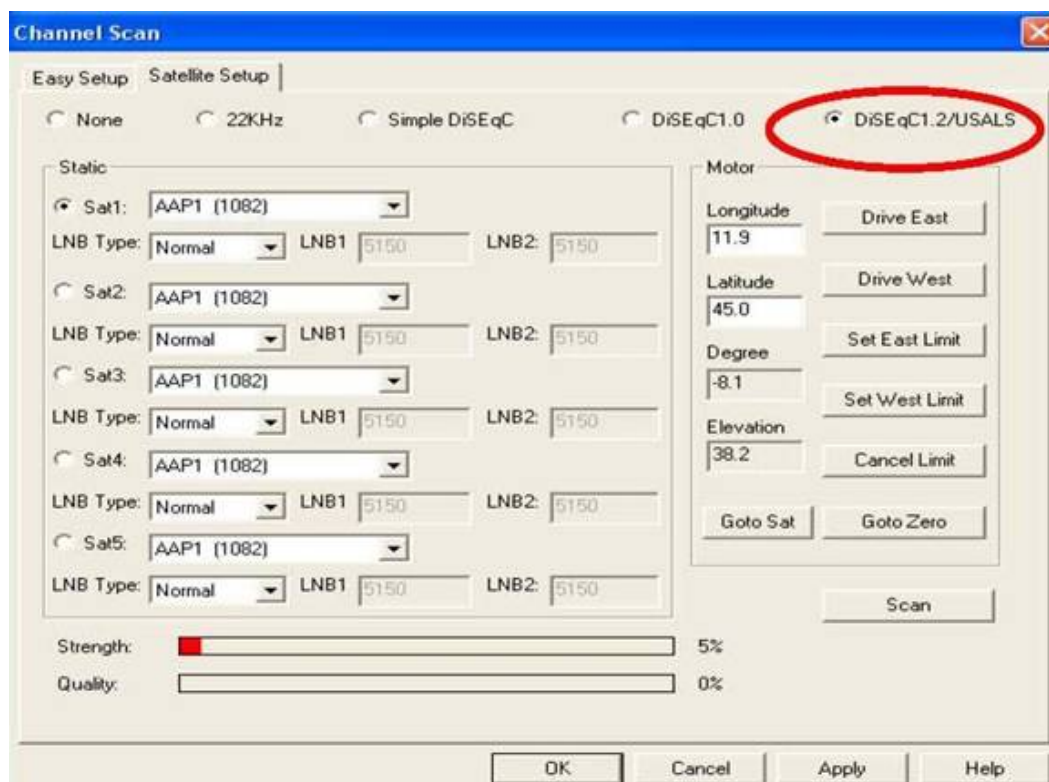 Channel Scan
Easy Setup Satellite Setup
None 22KHz Simple DiSEqC DiSEqC1.0 DiSEqC1.2/USALS
Static
Sat1: AAP1 (1082)
LNB Type: Normal LNB1 5150 LNB2: 5150
Sat2: AAP1 (1082)
LNB Type: Normal LNB1 5150 LNB2: 5150
Sat3: AAP1 (1082)
LNB Type: Normal LNB1 5150 LNB2: 5150
Sat4: AAP1 (1082)
LNB Type: Normal LNB1 5150 LNB2: 5150
Sat5: AAP1 (1082)
LNB Type: Normal LNB1 5150 LNB2: 5150
Motor
Longitude
11.9
Drive East
Latitude
45.0
Drive West
Degree
-8.1
Set East Limit
Elevation
38.2
Set West Limit
Cancel Limit
Goto Sat Goto Zero
Scan
Strength: 5%
Quality: 0%
OK Cancel Apply Help